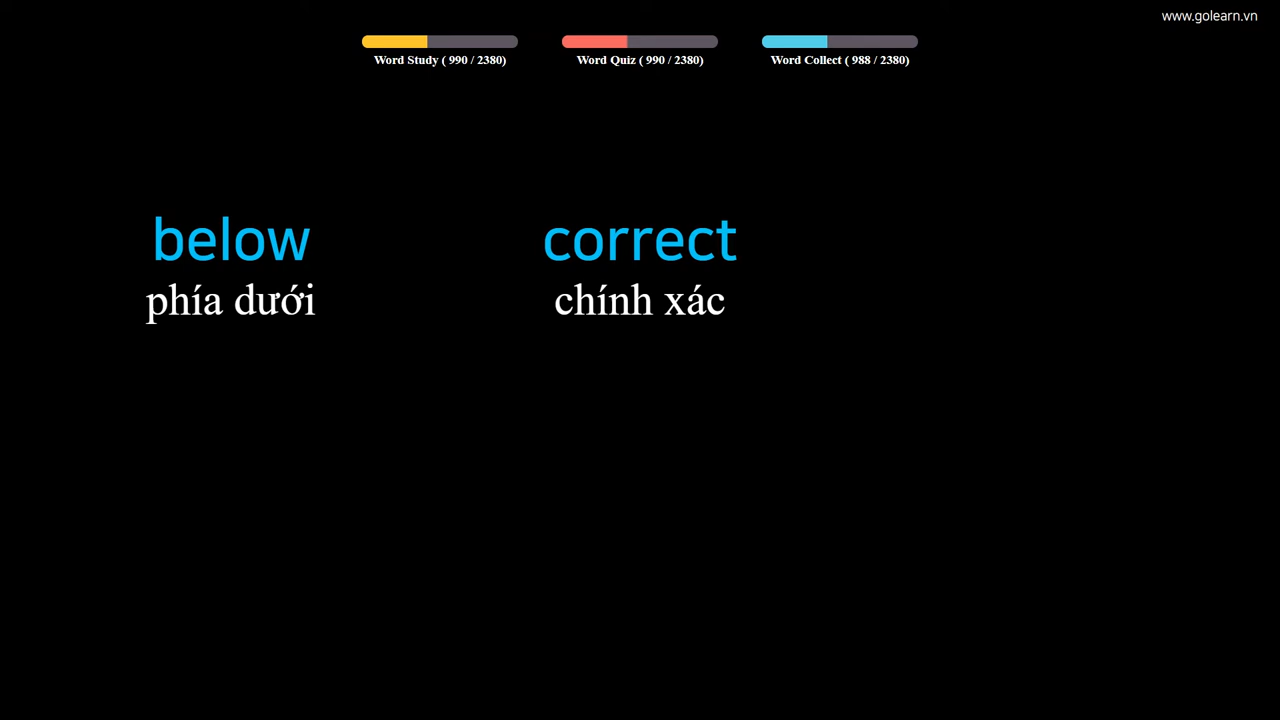 www.golearn.vn
Word Study ( 990 / 2380)
Word Quiz ( 990 / 2380)
Word Collect ( 988 / 2380)
below
phía dưới
correct
chính xác